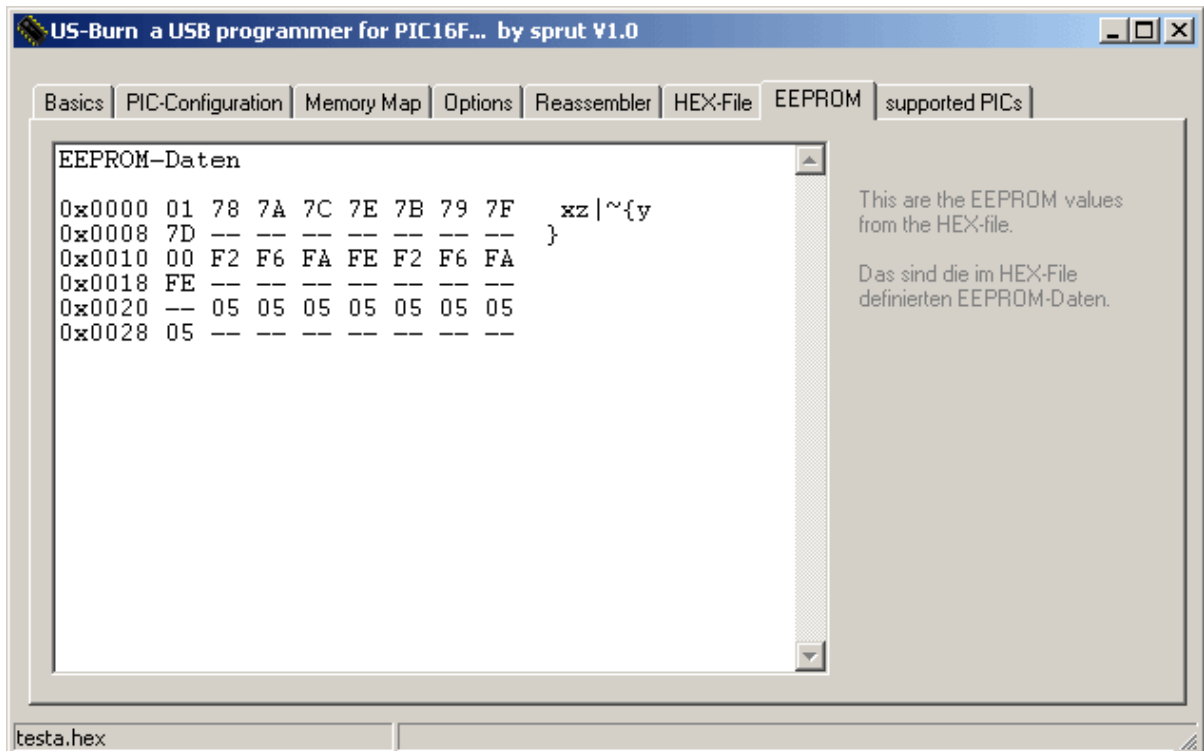 US-Burn a USB programmer for PIC16F... by sprut V1.0
Basics PIC-Configuration Memory Map Options Reassembler HEX-File EEPROM supported PICs
EEPROM-Daten
0x0000 01 78 7A 7C 7E 7B 79 7F xz|~{y
0x0008 7D -- -- -- -- -- -- -- }
0x0010 00 F2 F6 FA FE F2 F6 FA
0x0018 FE -- -- -- -- -- -- --
0x0020 -- 05 05 05 05 05 05 05
0x0028 05 -- -- -- -- -- -- --
This are the EEPROM values
from the HEX-file.
Das sind die im HEX-File
definierten EEPROM-Daten.
testa.hex